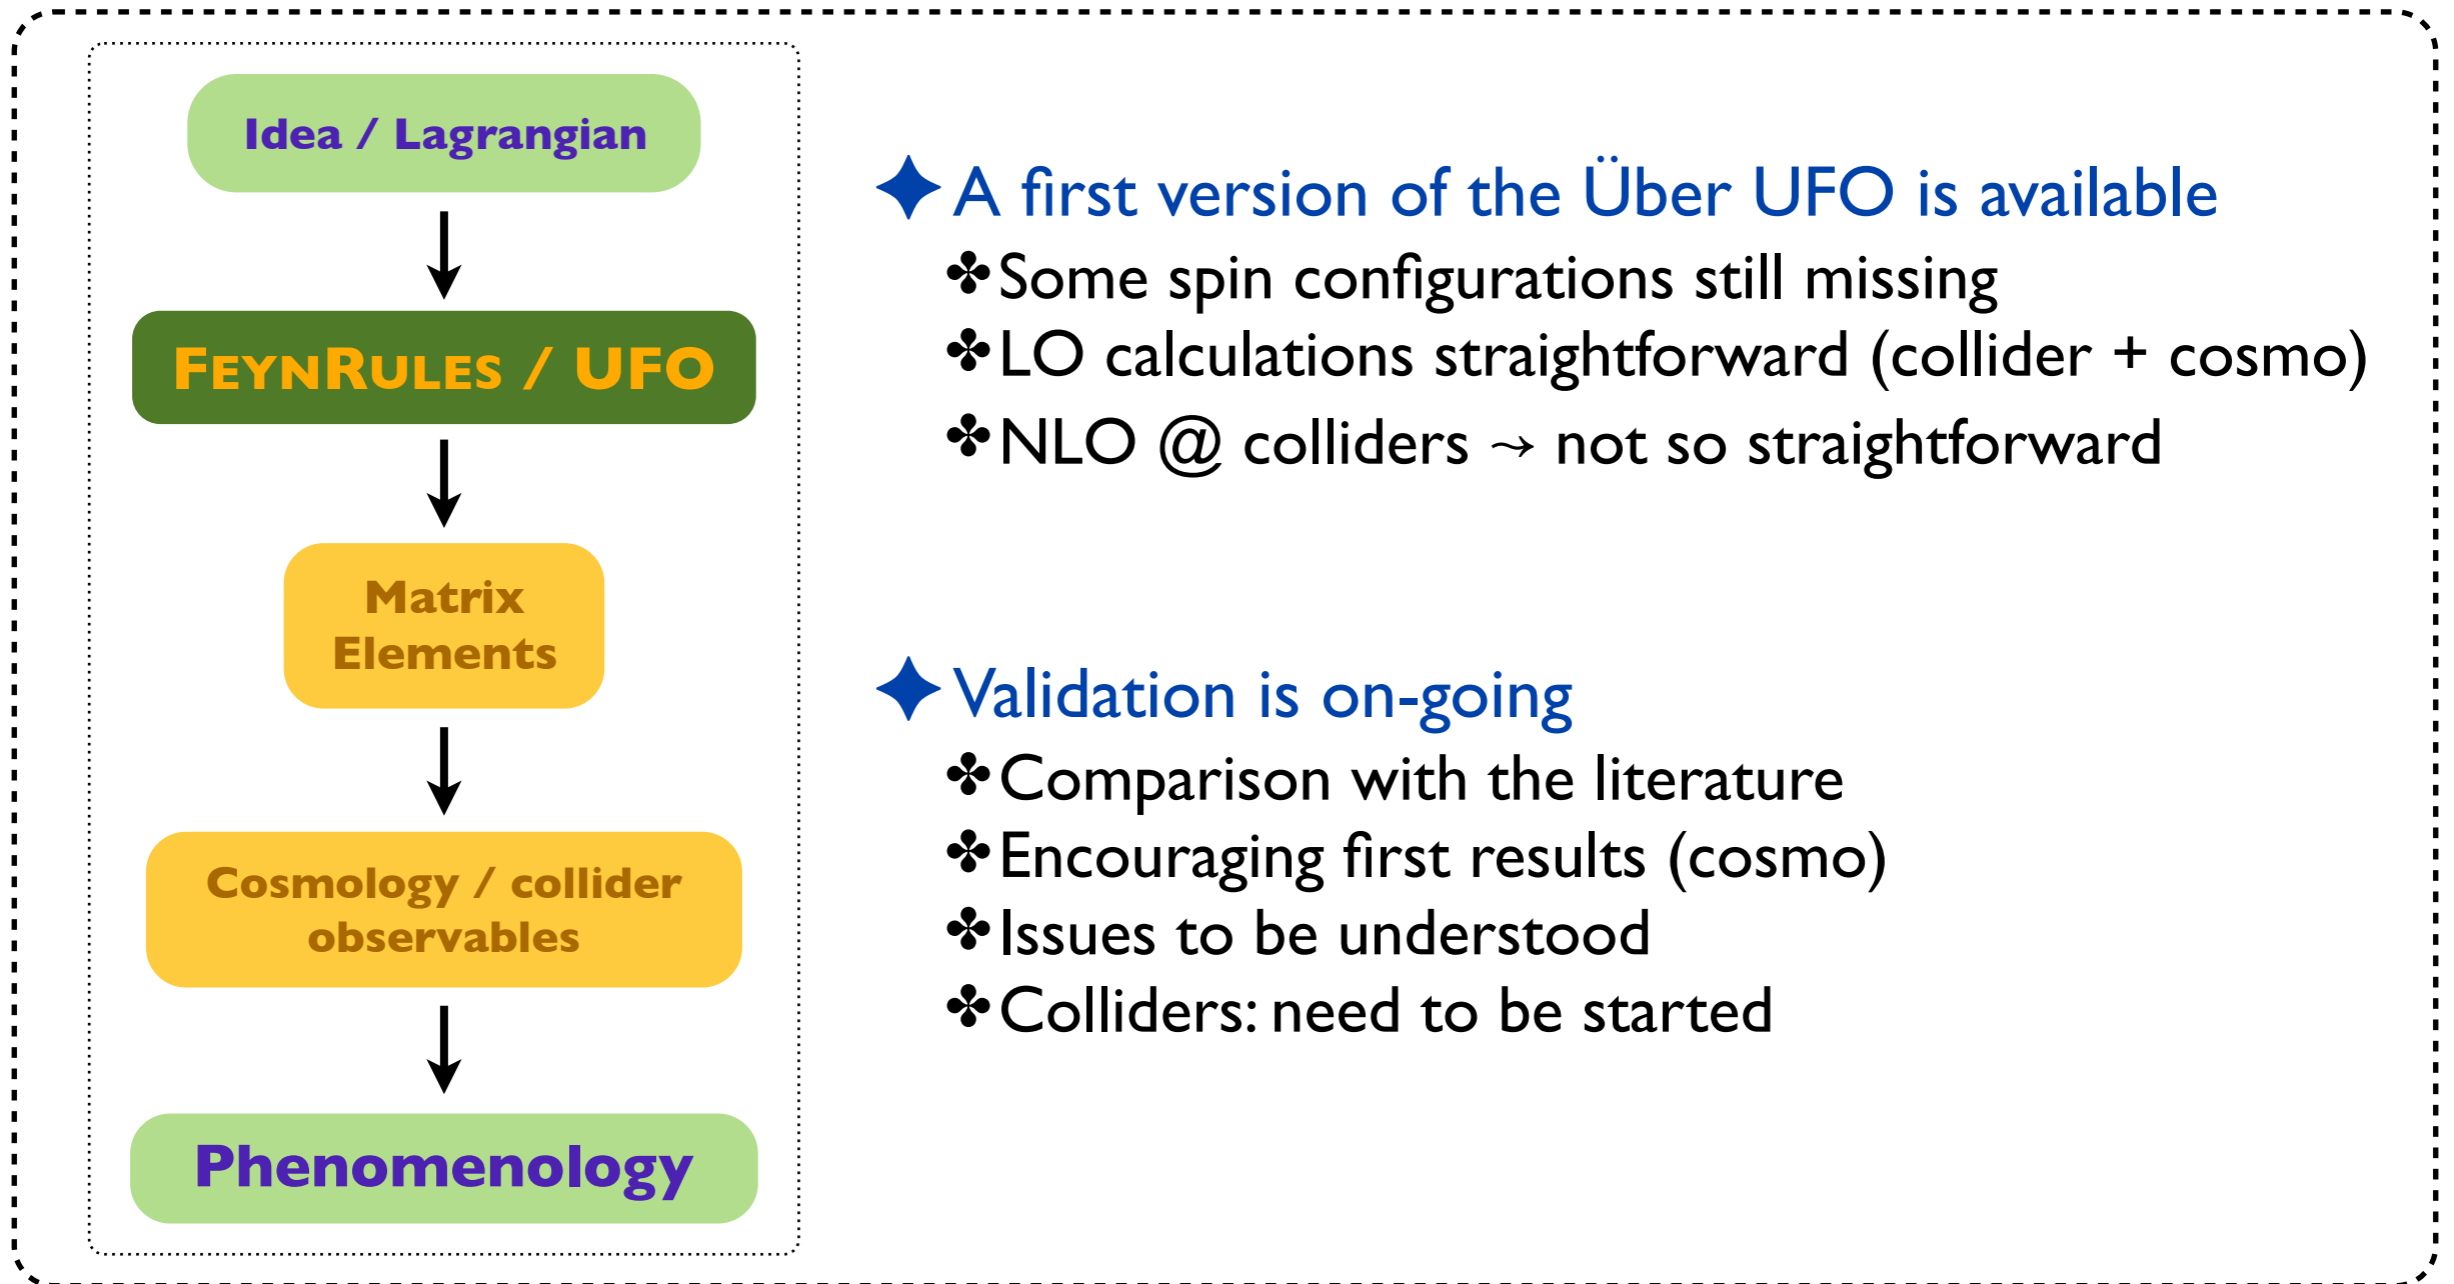 Idea / Lagrangian
FEYNRULES / UFO
Matrix
Elements
Cosmology / collider
observables
Phenomenology
✦A first version of the Über UFO is available
✤Some spin configurations still missing
✤LO calculations straightforward (collider + cosmo)
✤NLO @ colliders ⤳ not so straightforward
✦Validation is on-going
✤Comparison with the literature
✤Encouraging first results (cosmo)
✤Issues to be understood
✤Colliders: need to be started